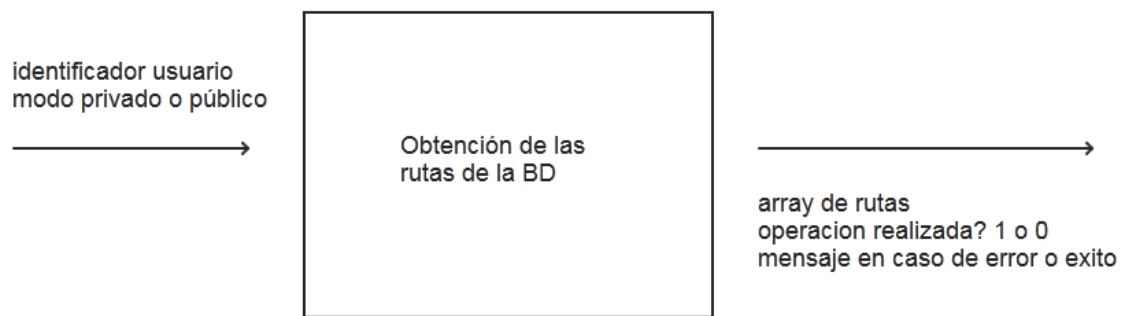 identificador usuario
modo privado o público
Obtención de las
rutas de la BD
array de rutas
operacion realizada? 1 o 0
mensaje en caso de error o exito